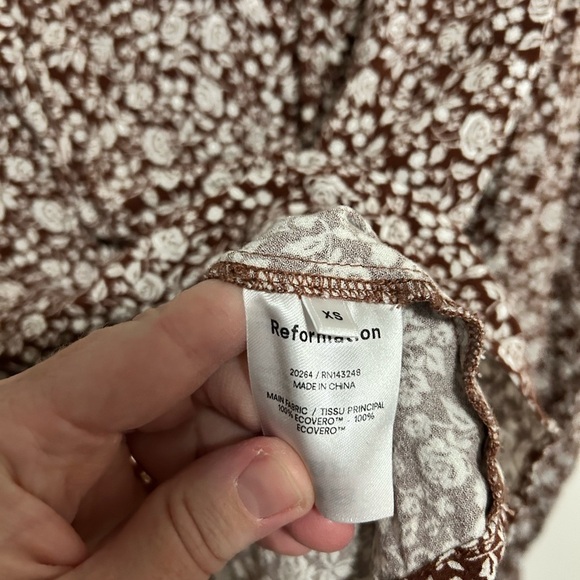 XS
Reformation
20264 / RN143248
MADE IN CHINA
MAIN FABRIC / TISSU PRINCIPAL
100% ECOVERO™ · 100%
ECOVERO™